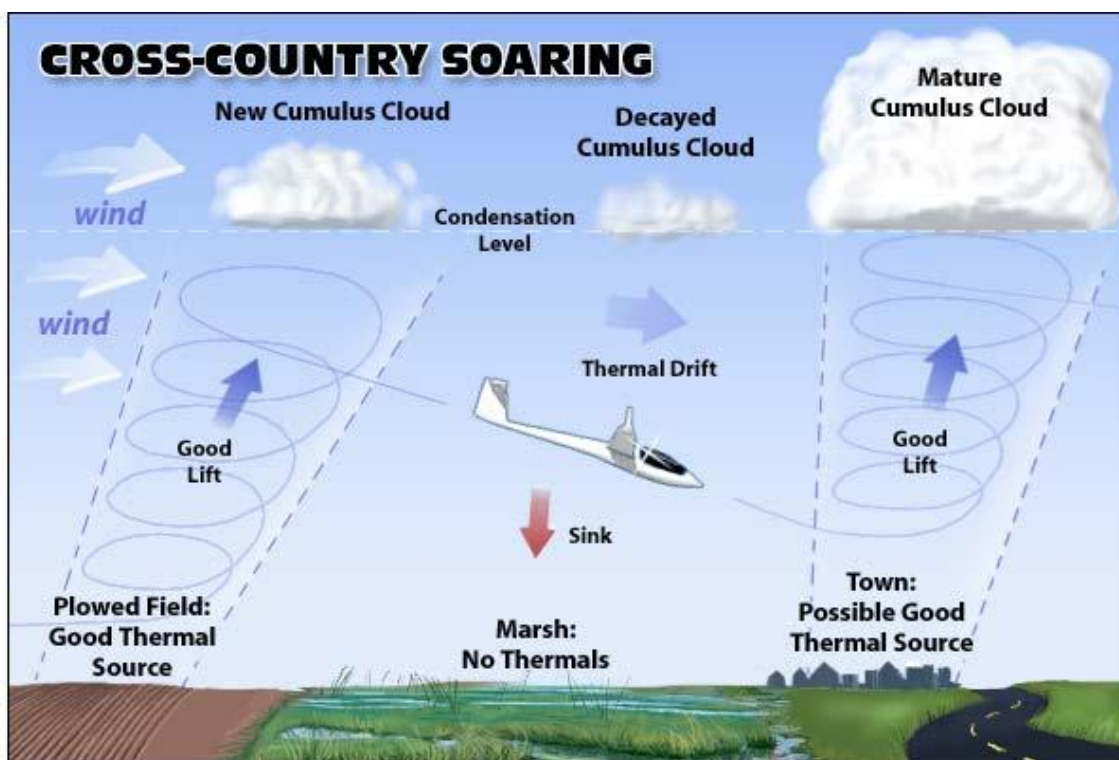 CROSS-COUNTRY SOARING
New Cumulus Cloud
Decayed
Cumulus Cloud
Mature
Cumulus Cloud
wind
Condensation
Level
wind
Thermal Drift
Good
Lift
Good
Lift
Sink
Plowed Field:
Good Thermal
Source
Marsh:
No Thermals
Town:
Possible Good
Thermal Source